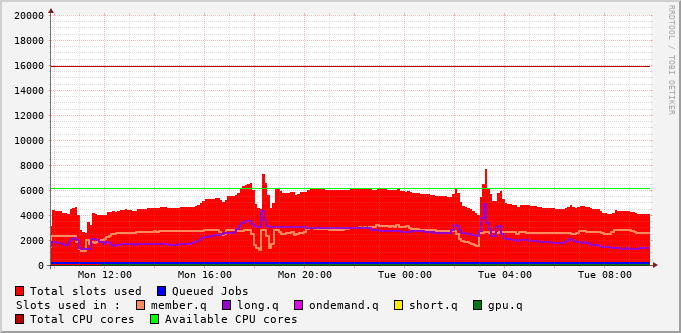 20000
18000
16000
14000
12000
10000
8000
6000
4000
2000
0
RRDTOOL / TOBI OETIKER
Mon 12:00 Mon 16:00 Mon 20:00 Tue 00:00 Tue 04:00 Tue 08:00
Total slots used Queued Jobs
Slots used in : member.q long.q ondemand.q short.q gpu.q
Total CPU cores Available CPU cores